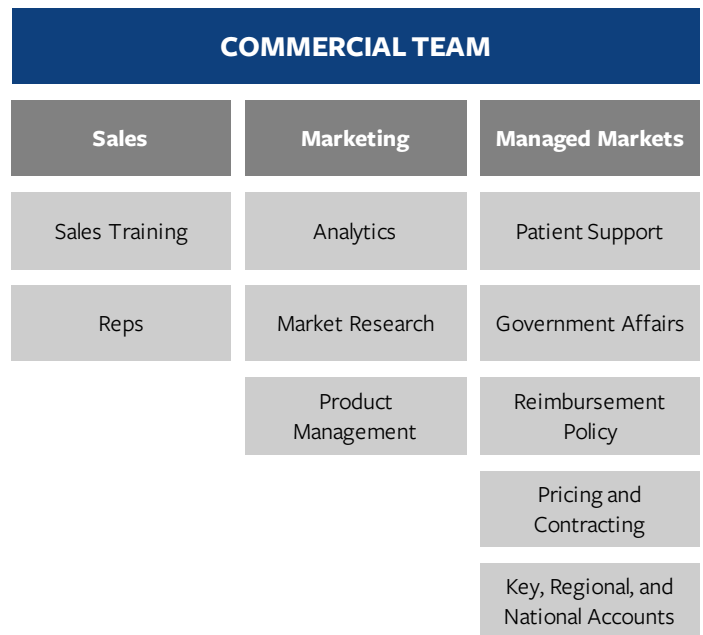 COMMERCIAL TEAM
Sales
Marketing
Managed Markets
Sales Training
Analytics
Patient Support
Reps
Market Research
Government Affairs
Product
Management
Reimbursement
Policy
Pricing and
Contracting
Key, Regional, and
National Accounts